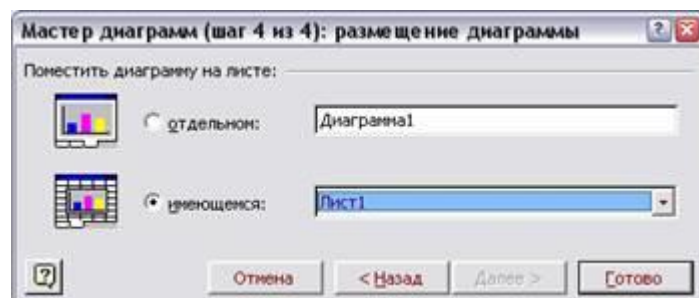 Мастер диаграмм (шаг 4 из 4): размещение диаграммы
Поместить диаграмму на листе:
отдельном: Диаграмма1
имеющемся: Лист1
Отмена < Назад Далее > Готово